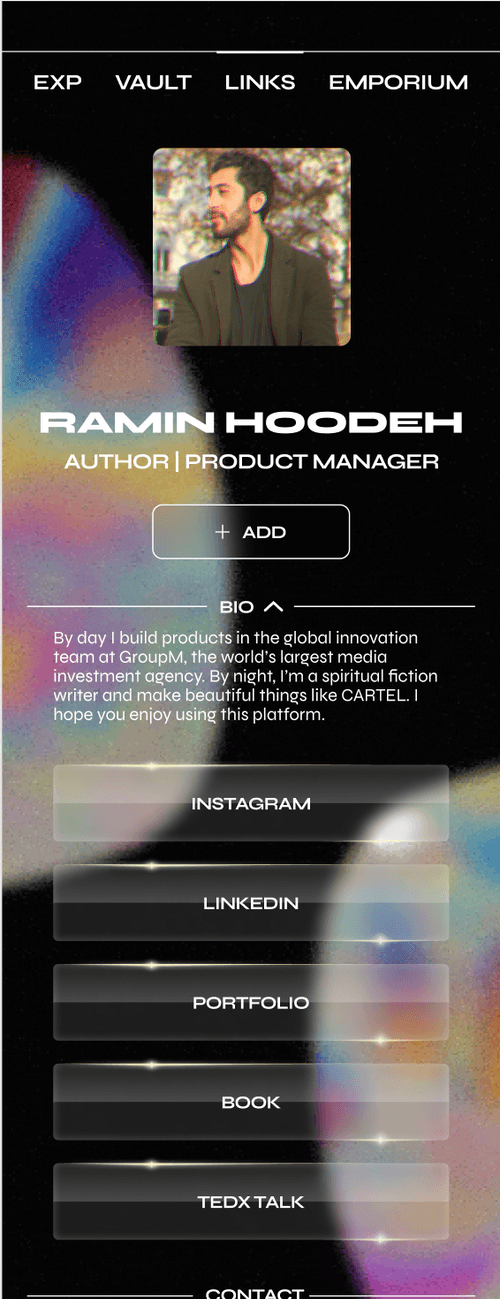 EXP VAULT LINKS EMPORIUM
RAMIN HOODEH
AUTHOR | PRODUCT MANAGER
+ ADD
BIO
By day I build products in the global innovation
team at GroupM, the world's largest media
investment agency. By night, I'm a spiritual fiction
writer and make beautiful things like CARTEL. I
hope you enjoy using this platform.
INSTAGRAM
LINKEDIN
PORTFOLIO
BOOK
TEDX TALK
CONTACT